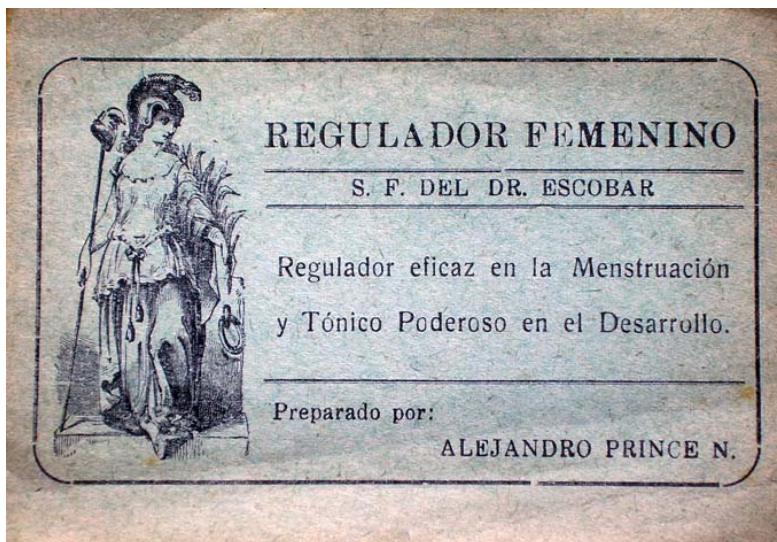 REGULADOR FEMENINO
S. F. DEL DR. ESCOBAR
Regulador eficaz en la Menstruación
y Tónico Poderoso en el Desarrollo.
Preparado por:
ALEJANDRO PRINCE N.